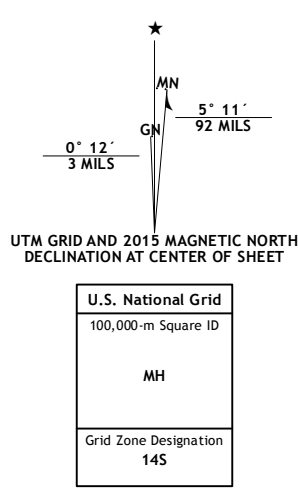 ★
MN
5° 11´
92 MILS
GN
0° 12´
3 MILS
UTM GRID AND 2015 MAGNETIC NORTH
DECLINATION AT CENTER OF SHEET
U.S. National Grid
100,000-m Square ID
MH
Grid Zone Designation
14S